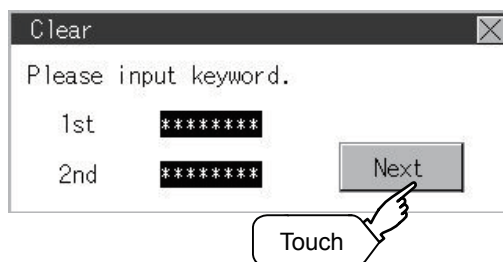 Clear
Please input keyword.
1st ********
2nd ********
Next
Touch